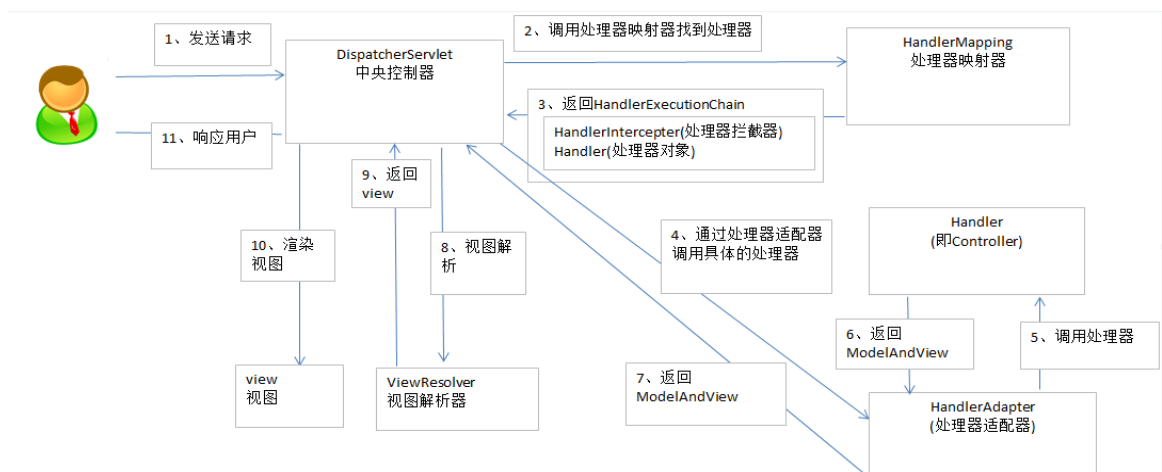 1、发送请求
DispatcherServlet
中央控制器
2、调用处理器映射器找到处理器
HandlerMapping
处理器映射器
3、返回HandlerExecutionChain
HandlerIntercepter(处理器拦截器)
Handler(处理器对象)
11、响应用户
9、返回
view
4、通过处理器适配器
调用具体的处理器
Handler
(即Controller)
10、渲染
视图
8、视图解
析
6、返回
ModelAndView
5、调用处理器
view
视图
ViewResolver
视图解析器
7、返回
ModelAndView
HandlerAdapter
(处理器适配器)